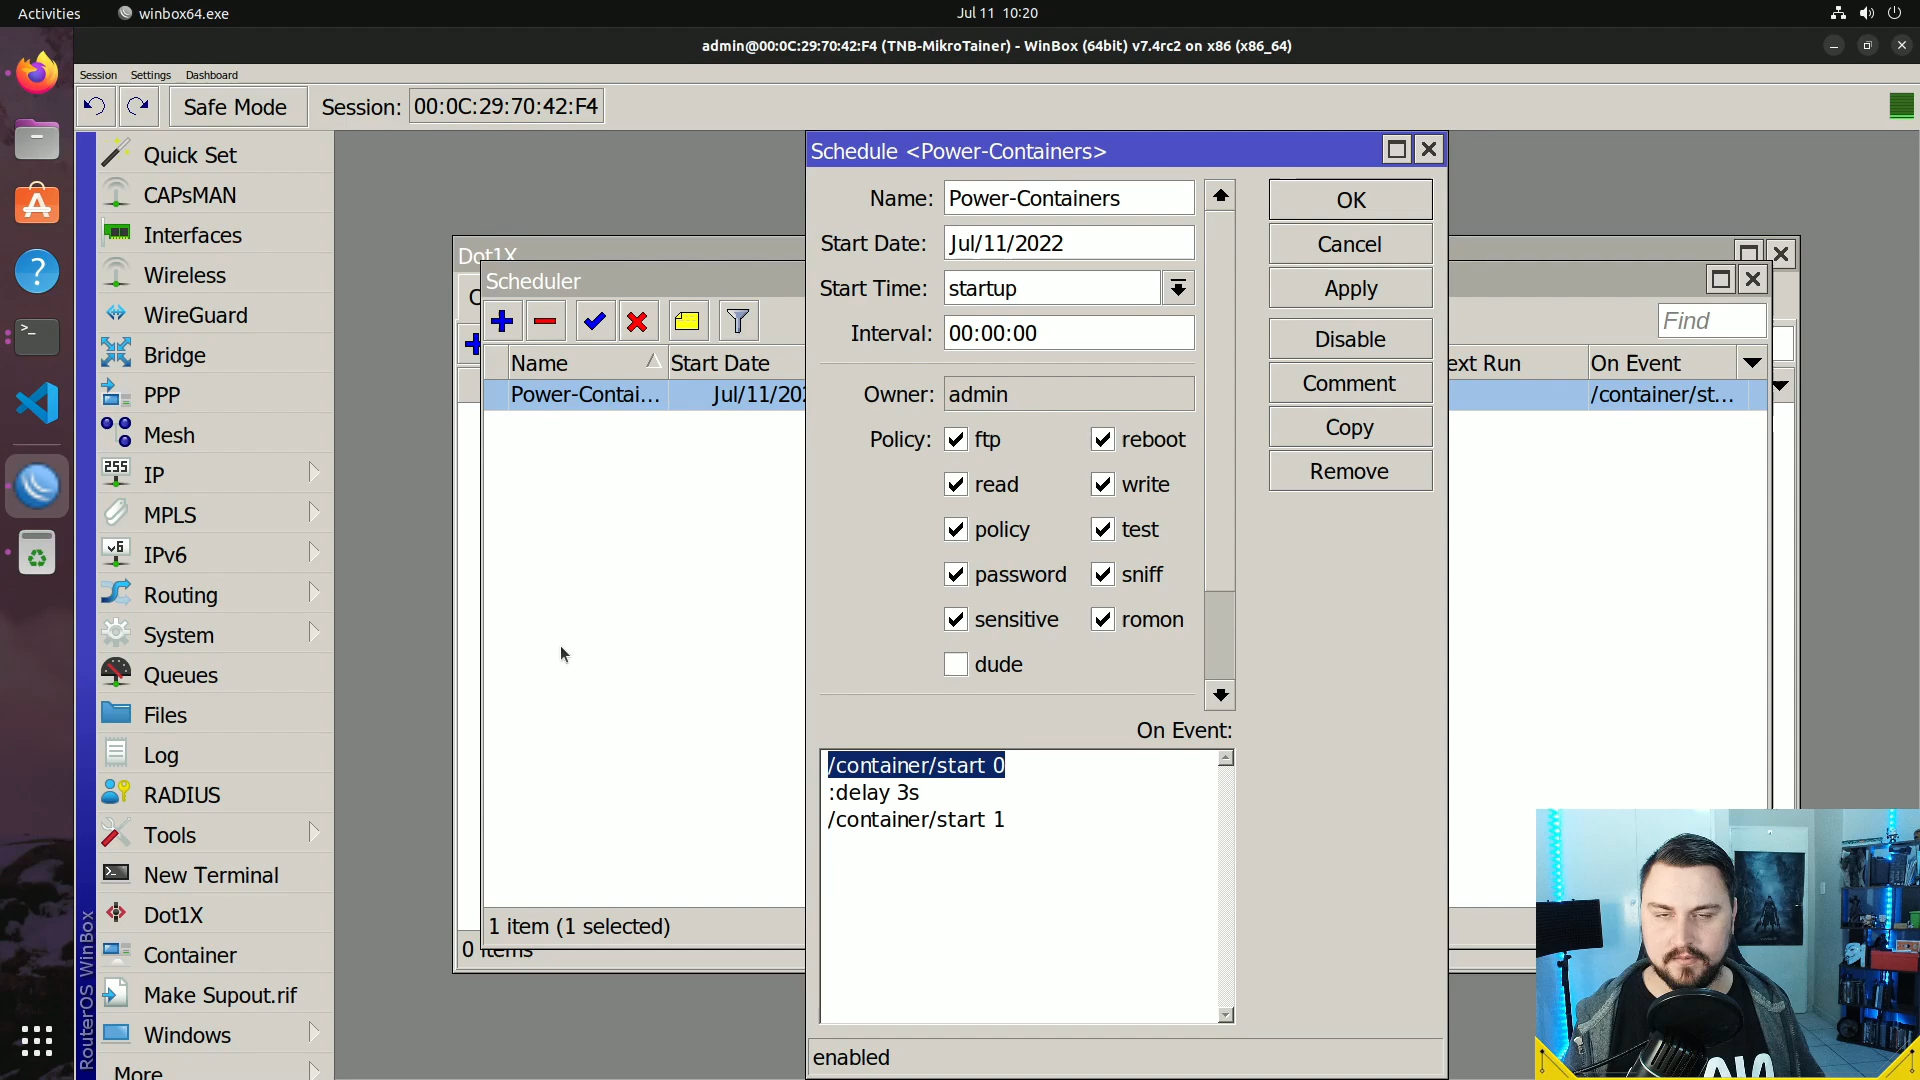 Activities
winbox64.exe
Jul 11 10:20
admin@00:0C:29:70:42:F4 (TNB-MikroTainer) - WinBox (64bit) v7.4rc2 on x86 (x86_64)
Session Settings Dashboard
Safe Mode
Session: 00:0C:29:70:42:F4
Quick Set
CAPsMAN
Interfaces
Wireless
WireGuard
Bridge
PPP
Mesh
IP
MPLS
IPv6
Routing
System
Queues
Files
Log
RADIUS
Tools
New Terminal
Dot1X
Container
Make Supout.rif
Windows
More
RouterOS WinBox
Dot1X
0 items
Scheduler
Find
Name Start Date ext Run On Event
Power-Contai... Jul/11/202 /container/st...
1 item (1 selected)
Schedule <Power-Containers>
Name: Power-Containers
Start Date: Jul/11/2022
Start Time: startup
Interval: 00:00:00
Owner: admin
Policy: ftp reboot
read write
policy test
password sniff
sensitive romon
dude
On Event:
/container/start 0
:delay 3s
/container/start 1
enabled
OK
Cancel
Apply
Disable
Comment
Copy
Remove